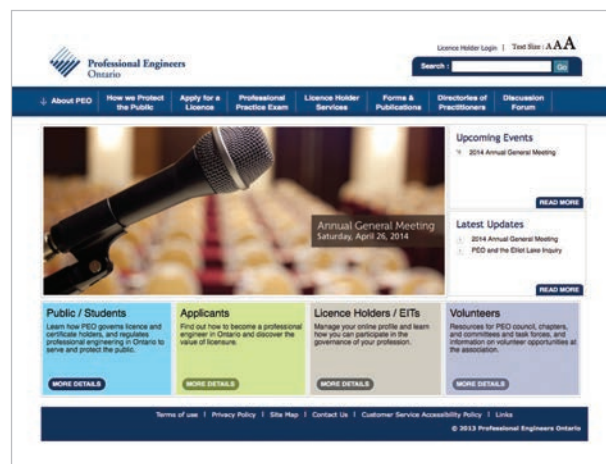 Professional Engineers
Ontario
Licence Holder Login | Text Size : A A A
Search : Go
About PEO
How we Protect
the Public
Apply for a
Licence
Professional
Practice Exam
Licence Holder
Services
Forms &
Publications
Directories of
Practitioners
Discussion
Forum
Annual General Meeting
Saturday, April 26, 2014
Upcoming Events
2014 Annual General Meeting
READ MORE
Latest Updates
2014 Annual General Meeting
PEO and the Elliot Lake Inquiry
READ MORE
Public / Students
Learn how PEO governs licence and
certificate holders, and regulates
professional engineering in Ontario to
serve and protect the public.
MORE DETAILS
Applicants
Find out how to become a professional
engineer in Ontario and discover the
value of licensure.
MORE DETAILS
Licence Holders / EITs
Manage your online profile and learn
how you can participate in the
governance of your profession.
MORE DETAILS
Volunteers
Resources for PEO council, chapters,
and committees and task forces, and
information on volunteer opportunities at
the association.
MORE DETAILS
Terms of use | Privacy Policy | Site Map | Contact Us | Customer Service Accessibility Policy | Links
© 2013 Professional Engineers Ontario